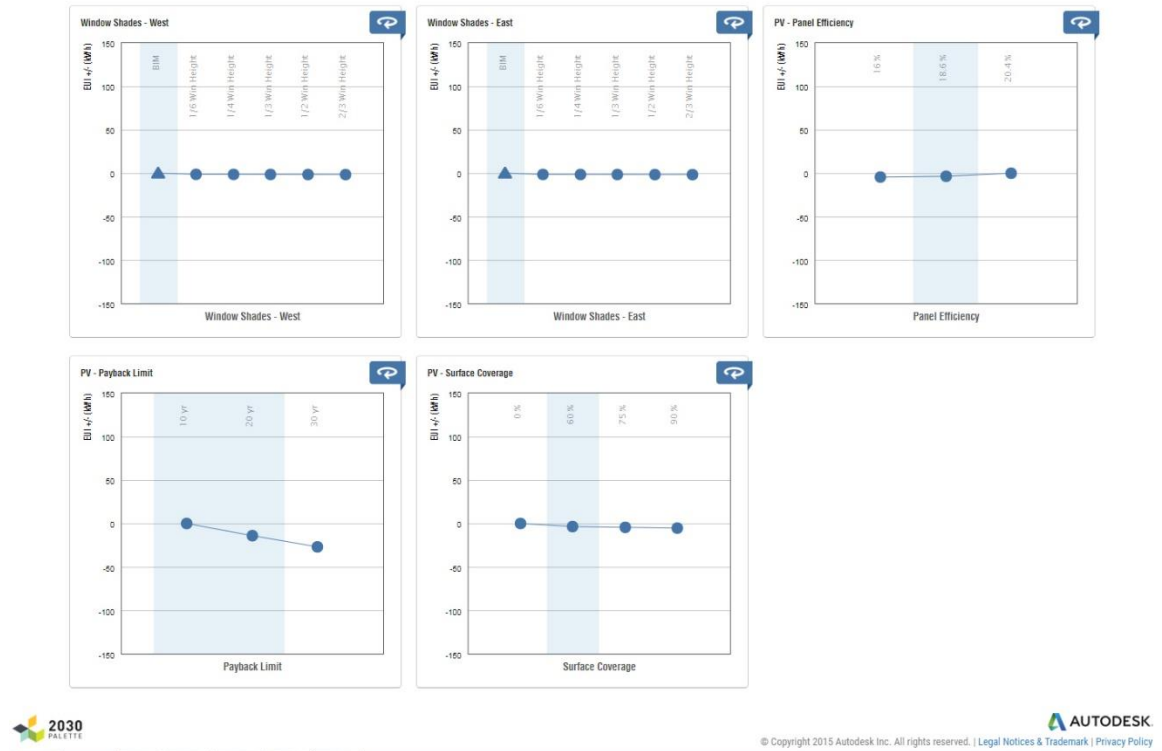 Window Shades - West
EUI +/- (kWh)
150
100
50
0
-50
-100
-150
BIM
1/6 Win Height
1/4 Win Height
1/3 Win Height
1/2 Win Height
2/3 Win Height
Window Shades - West
Window Shades - East
EUI +/- (kWh)
150
100
50
0
-50
-100
-150
BIM
1/6 Win Height
1/4 Win Height
1/3 Win Height
1/2 Win Height
2/3 Win Height
Window Shades - East
PV - Panel Efficiency
EUI +/- (kWh)
150
100
50
0
-50
-100
-150
16 %
18.6 %
20.4 %
Panel Efficiency
PV - Payback Limit
EUI +/- (kWh)
150
100
50
0
-50
-100
-150
10 yr
20 yr
30 yr
Payback Limit
PV - Surface Coverage
EUI +/- (kWh)
150
100
50
0
-50
-100
-150
0 %
60 %
75 %
90 %
Surface Coverage
2030
PALETTE
AUTODESK.
© Copyright 2015 Autodesk Inc. All rights reserved. | Legal Notices & Trademark | Privacy Policy